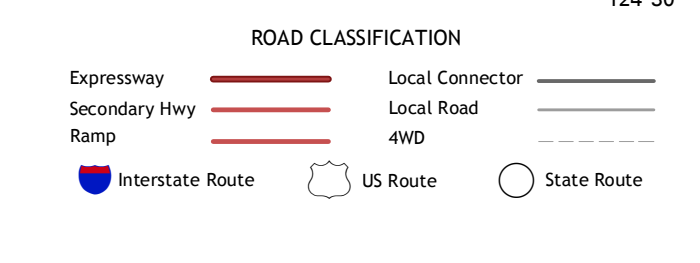 ROAD CLASSIFICATION
Expressway
Local Connector
Secondary Hwy
Local Road
Ramp
4WD
Interstate Route
US Route
State Route